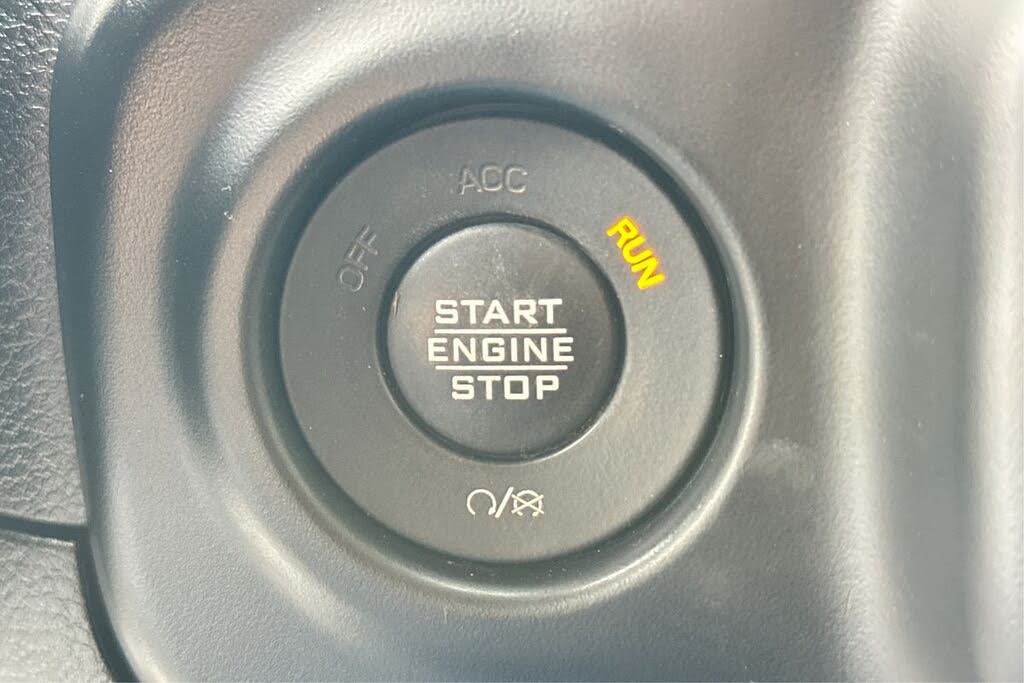 ACC
OFF
RUN
START
ENGINE
STOP